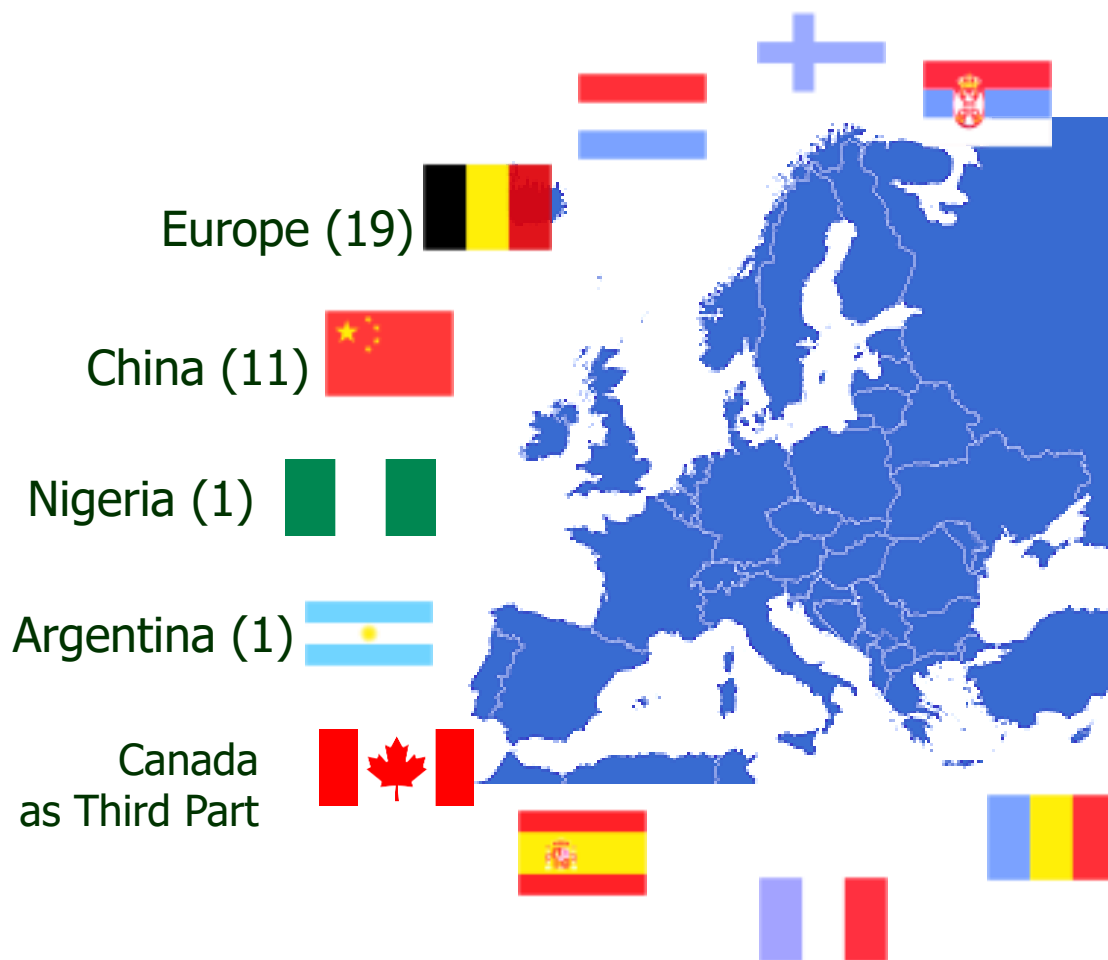 Europe (19)
China (11)
Nigeria (1)
Argentina (1)
Canada
as Third Part